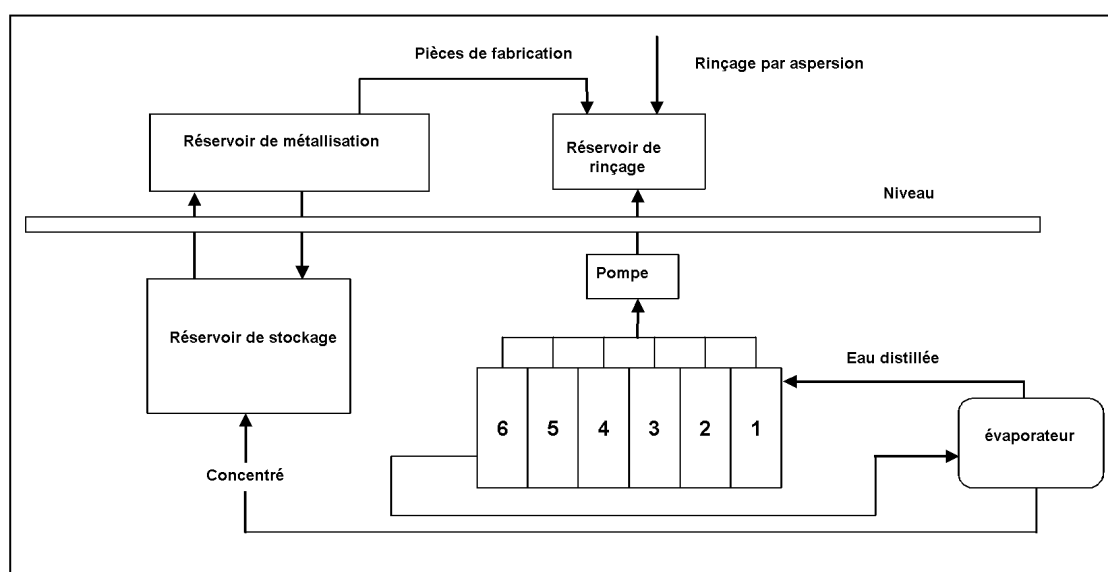 Pièces de fabrication
Rinçage par aspersion
Réservoir de métallisation
Réservoir de
rinçage
Niveau
Pompe
Réservoir de stockage
Eau distillée
6 5 4 3 2 1
évaporateur
Concentré